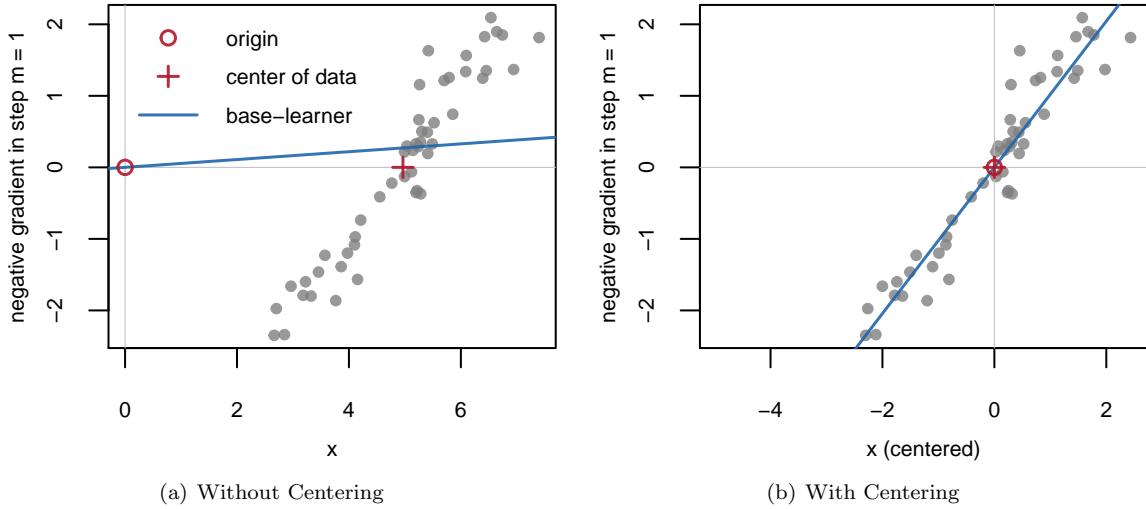 negative gradient in step m = 1
2
1
0
−1
−2
origin
center of data
base−learner
0 2 4 6
x
(a) Without Centering
negative gradient in step m = 1
2
1
0
−1
−2
−4 −2 0 2
x (centered)
(b) With Centering